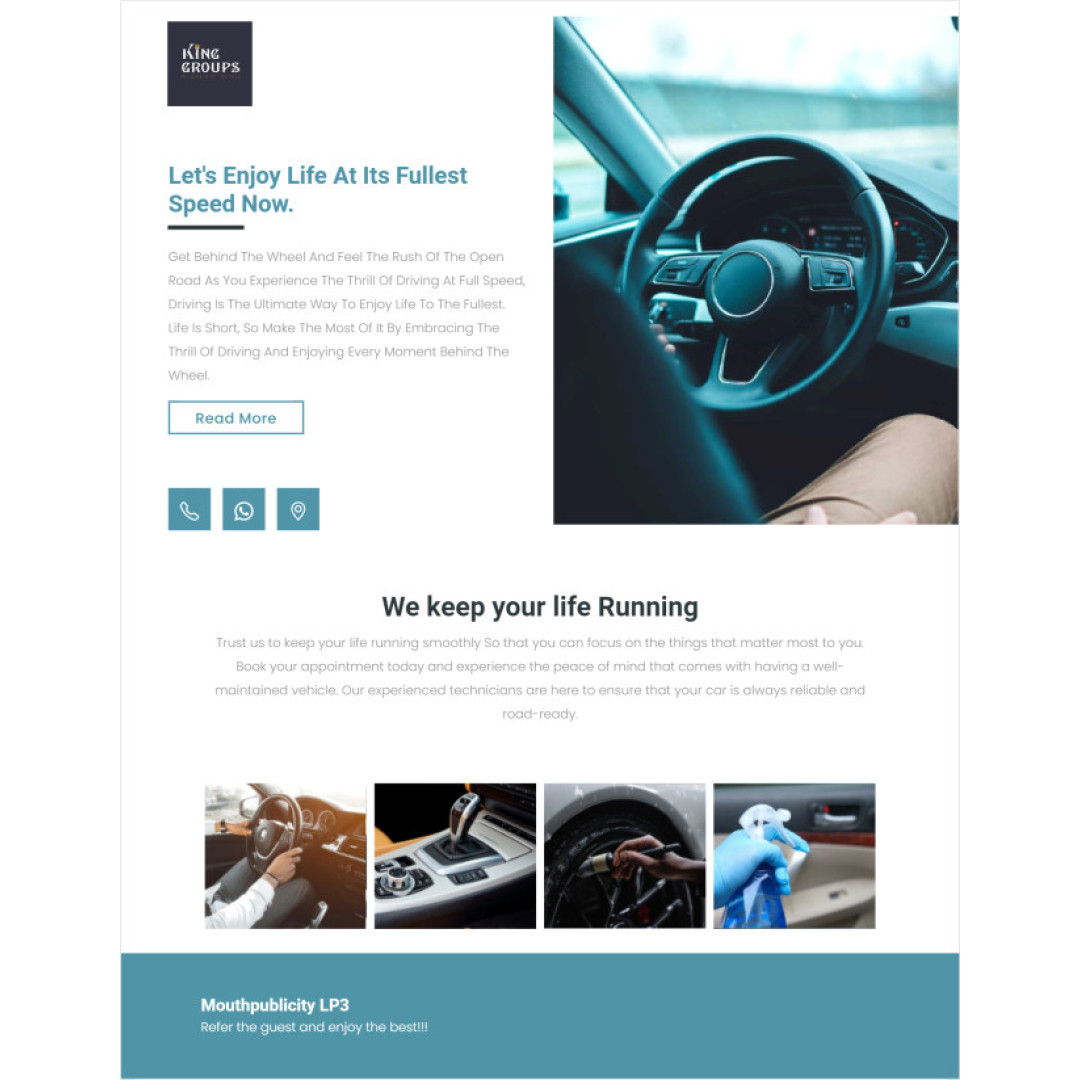 KING
GROUPS
Let's Enjoy Life At Its Fullest
Speed Now.
Get Behind The Wheel And Feel The Rush Of The Open
Road As You Experience The Thrill Of Driving At Full Speed,
Driving Is The Ultimate Way To Enjoy Life To The Fullest.
Life Is Short, So Make The Most Of It By Embracing The
Thrill Of Driving And Enjoying Every Moment Behind The
Wheel.
Read More
We keep your life Running
Trust us to keep your life running smoothly So that you can focus on the things that matter most to you.
Book your appointment today and experience the peace of mind that comes with having a well-
maintained vehicle. Our experienced technicians are here to ensure that your car is always reliable and
road-ready.
Mouthpublicity LP3
Refer the guest and enjoy the best!!!